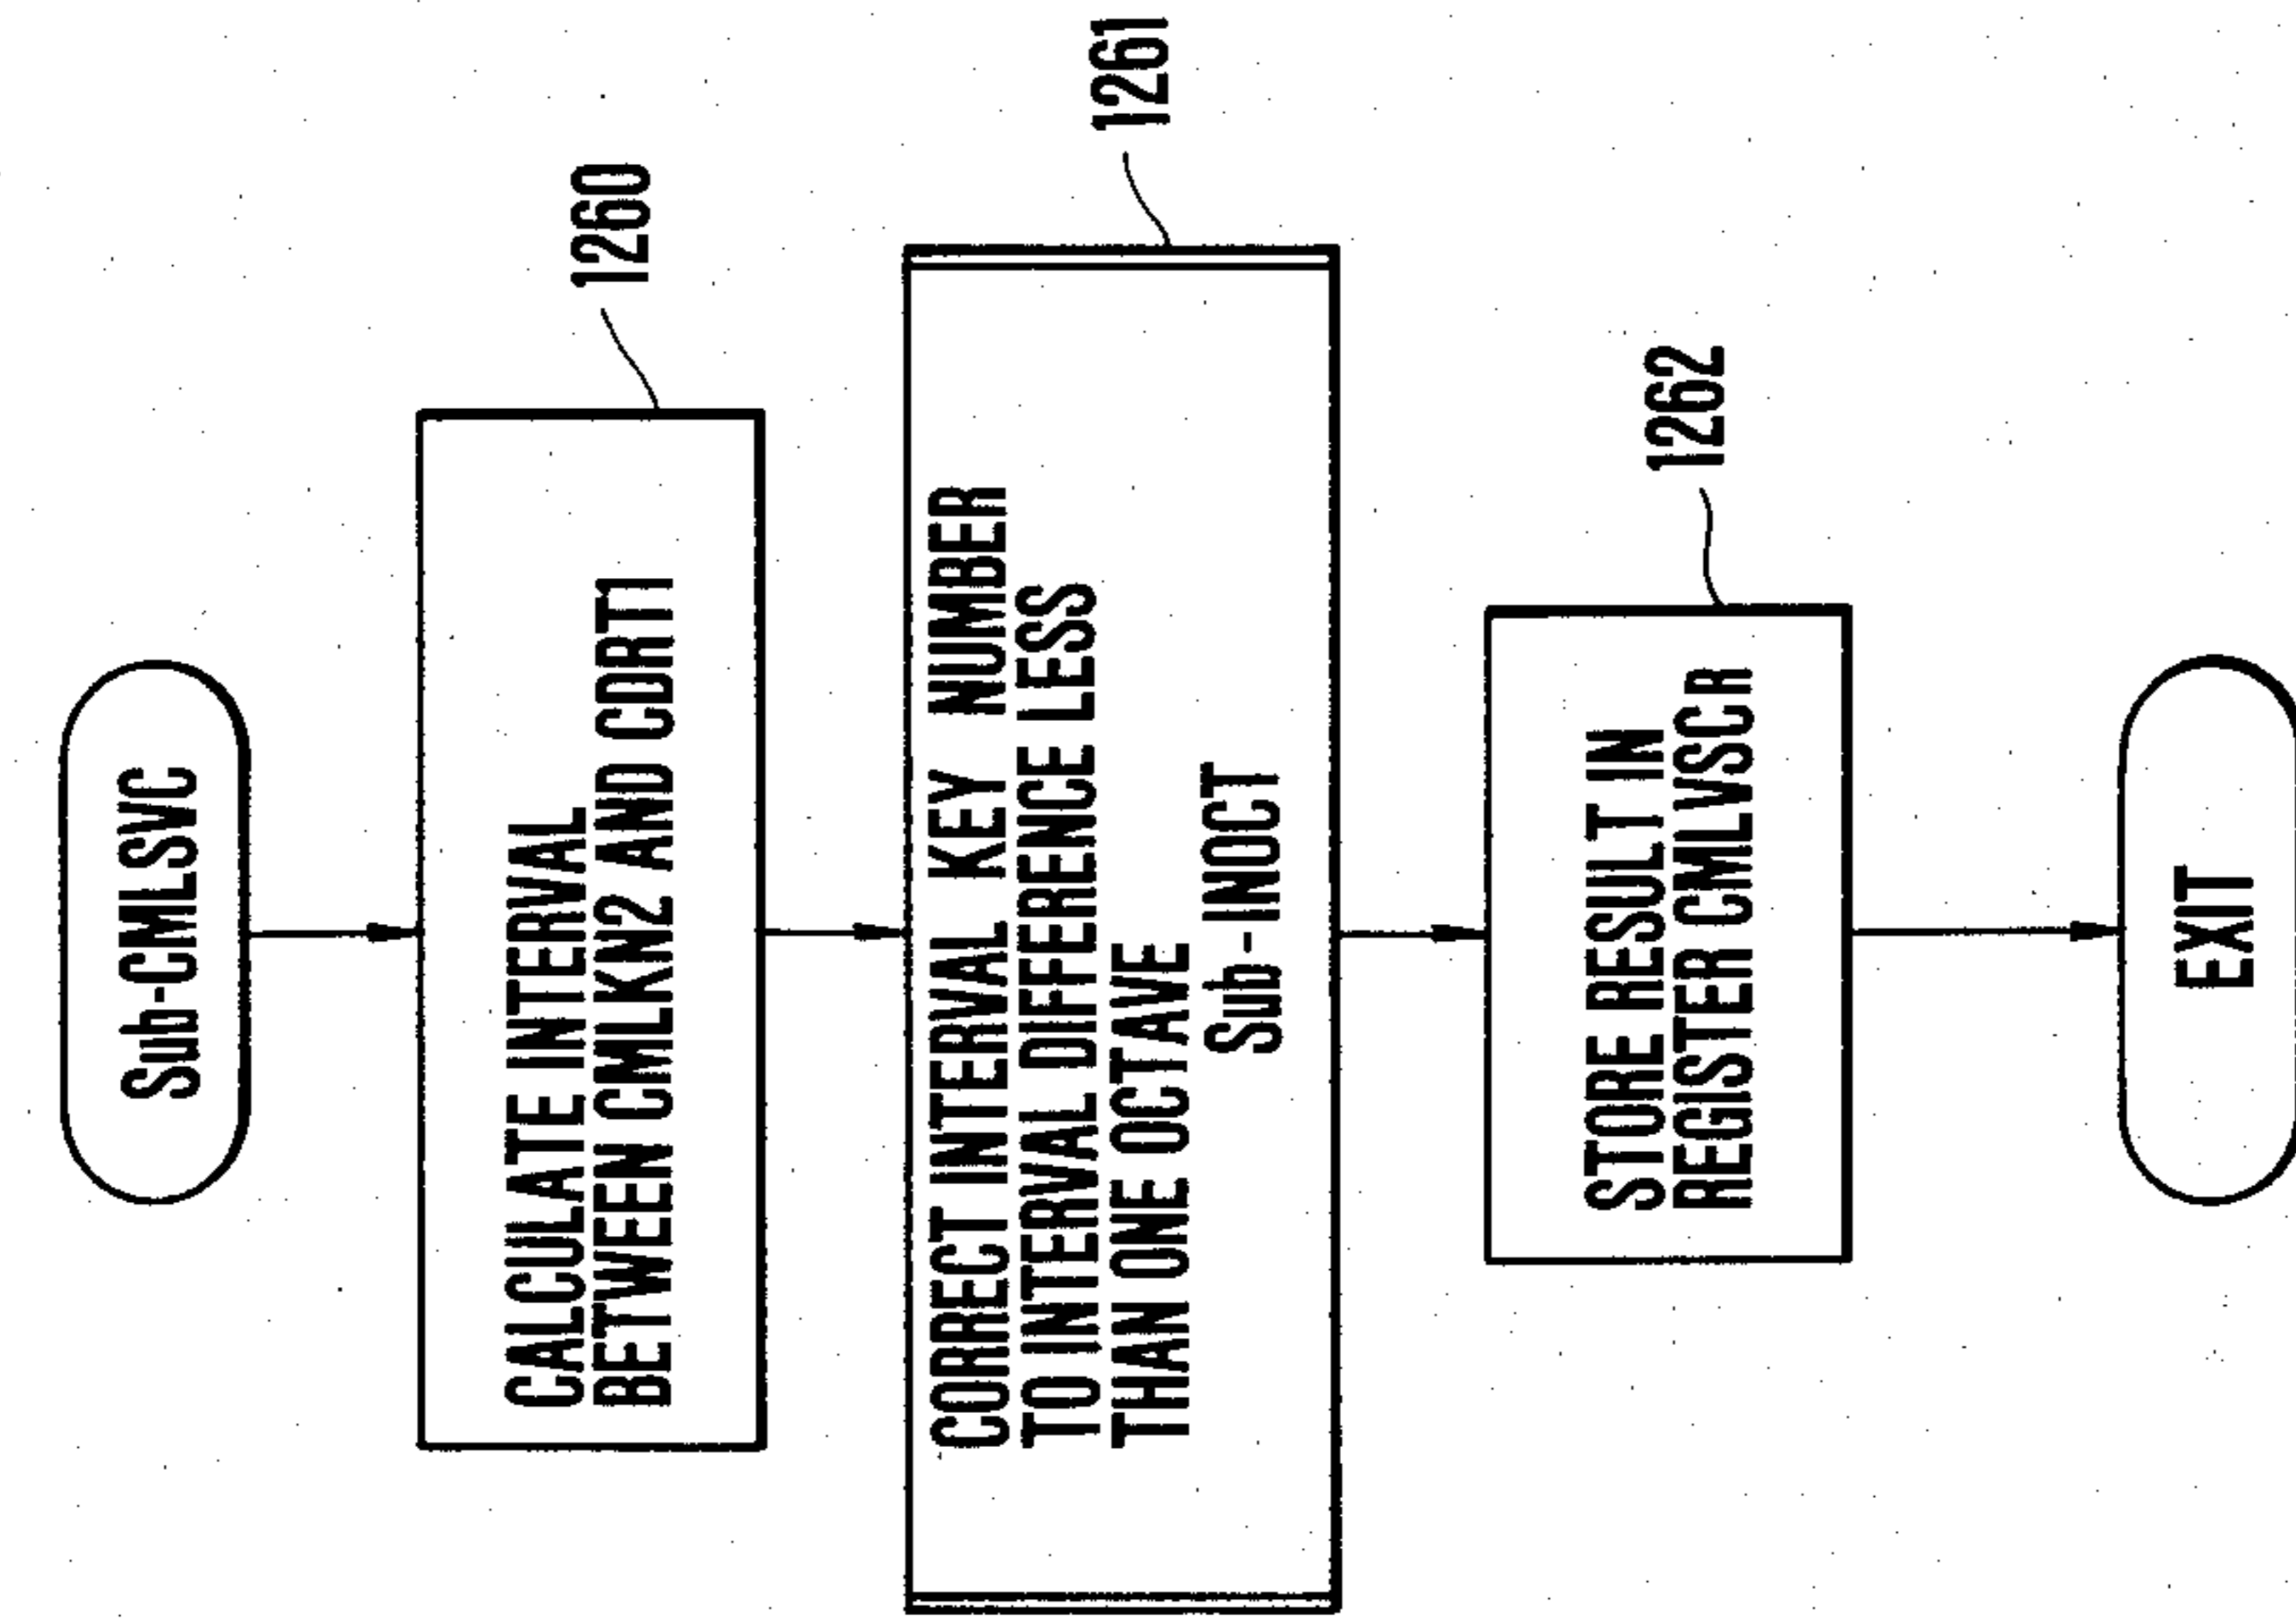 Sub-CMLSVC
1260
CALCULATE INTERVAL
BETWEEN CMLKN2 AND CDRT1
1261
CORRECT INTERVAL KEY NUMBER
TO INTERVAL DIFFERENCE LESS
THAN ONE OCTAVE
Sub-INOCT
1262
STORE RESULT IN
REGISTER CMLVSCR
EXIT